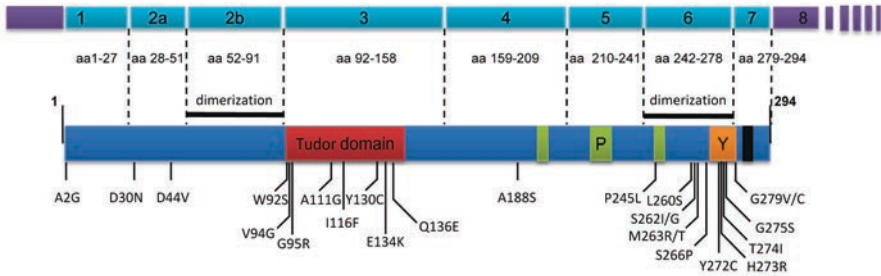 1 2a 2b 3 4 5 6 7 8
aa1-27 aa 28-51 aa 52-91 aa 92-158 aa 159-209 aa 210-241 aa 242-278 aa 279-294
1 dimerization dimerization 294
Tudor domain P Y
A2G D30N D44V W92S A111G Y130C A188S P245L L260S G279V/C
V94G I116F Q136E S262I/G G275S
G95R E134K M263R/T T274I
S266P H273R
Y272C